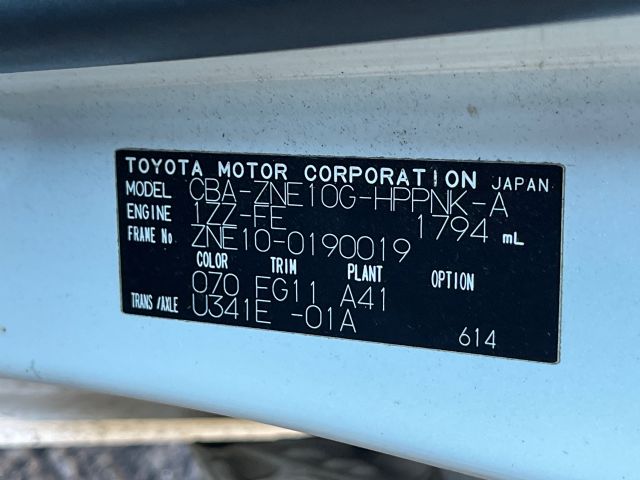 TOYOTA MOTOR CORPORATION JAPAN
MODEL CBA-ZNE10G-HPPNK-A
ENGINE 1ZZ-FE 1794 mL
FRAME No ZNE10-0190019
COLOR TRIM PLANT OPTION
070 FG11 A41
TRANS/AXLE U341E -01A
614